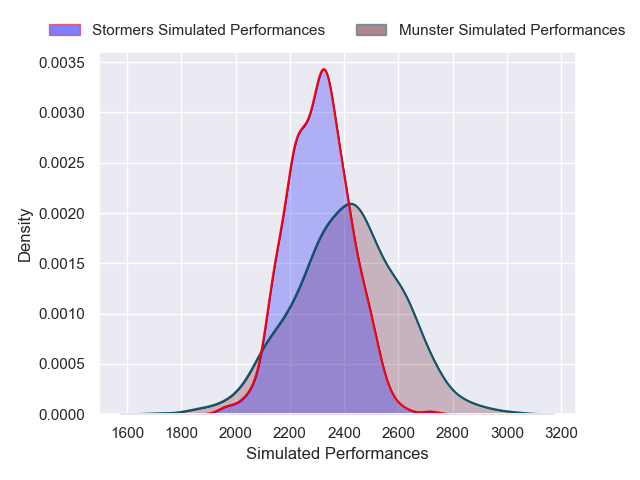 Stormers Simulated Performances Munster Simulated Performances
0.0035
0.0030
0.0025
0.0020
0.0015
0.0010
0.0005
0.0000
Density
1600 1800 2000 2200 2400 2600 2800 3000 3200
Simulated Performances